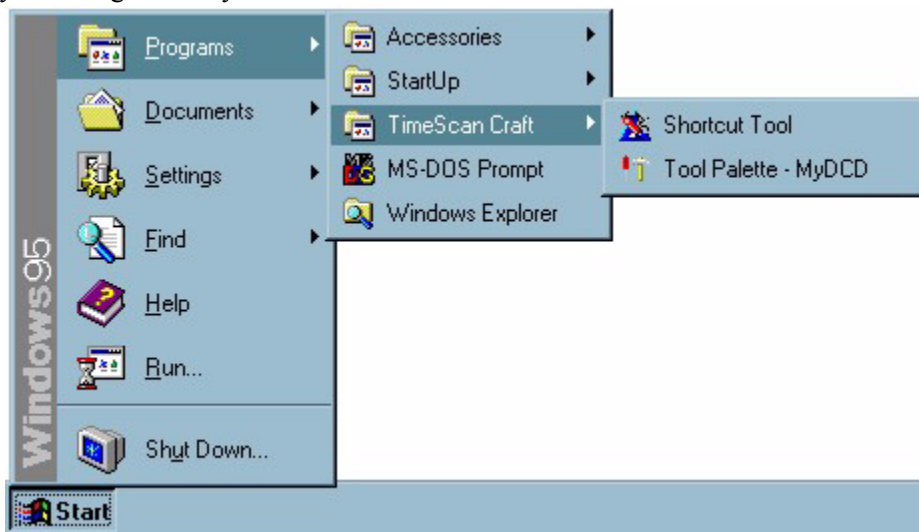 Windows95
Programs
Documents
Settings
Find
Help
Run...
Shut Down...
Accessories
StartUp
TimeScan Craft
MS-DOS Prompt
Windows Explorer
Shortcut Tool
Tool Palette - MyDCD
Start